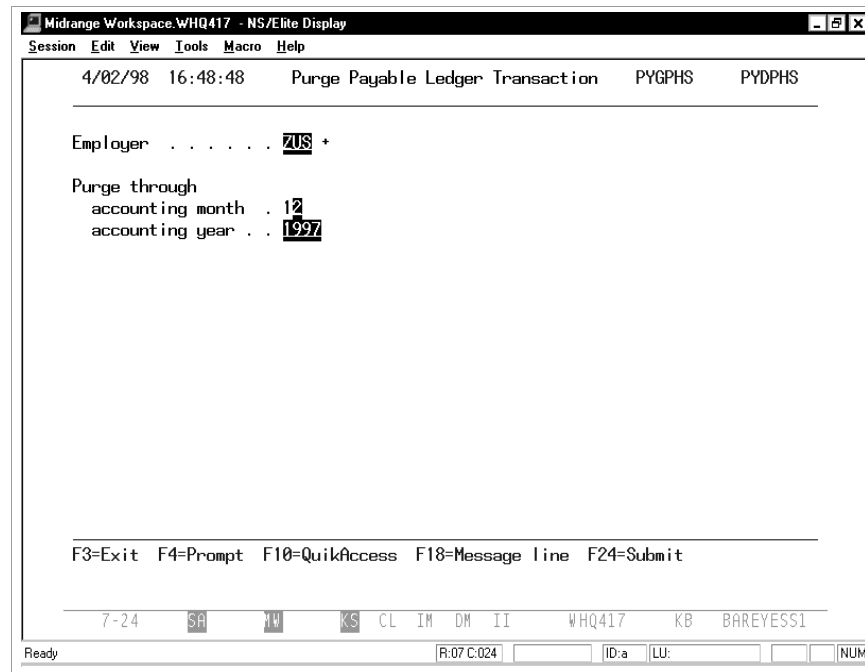 Midrange Workspace.WHQ417 - NS/Elite Display
Session Edit View Tools Macro Help
4/02/98 16:48:48 Purge Payable Ledger Transaction PYGPHS PYDPHS
Employer . . . . . . ZUS +
Purge through
accounting month . 12
accounting year . . 1997
F3=Exit F4=Prompt F10=QuikAccess F18=Message line F24=Submit
7-24 SA MW KS CL IM DM II WHQ417 KB BAREYESS1
Ready R:07 C:024 ID:a LU: NUM